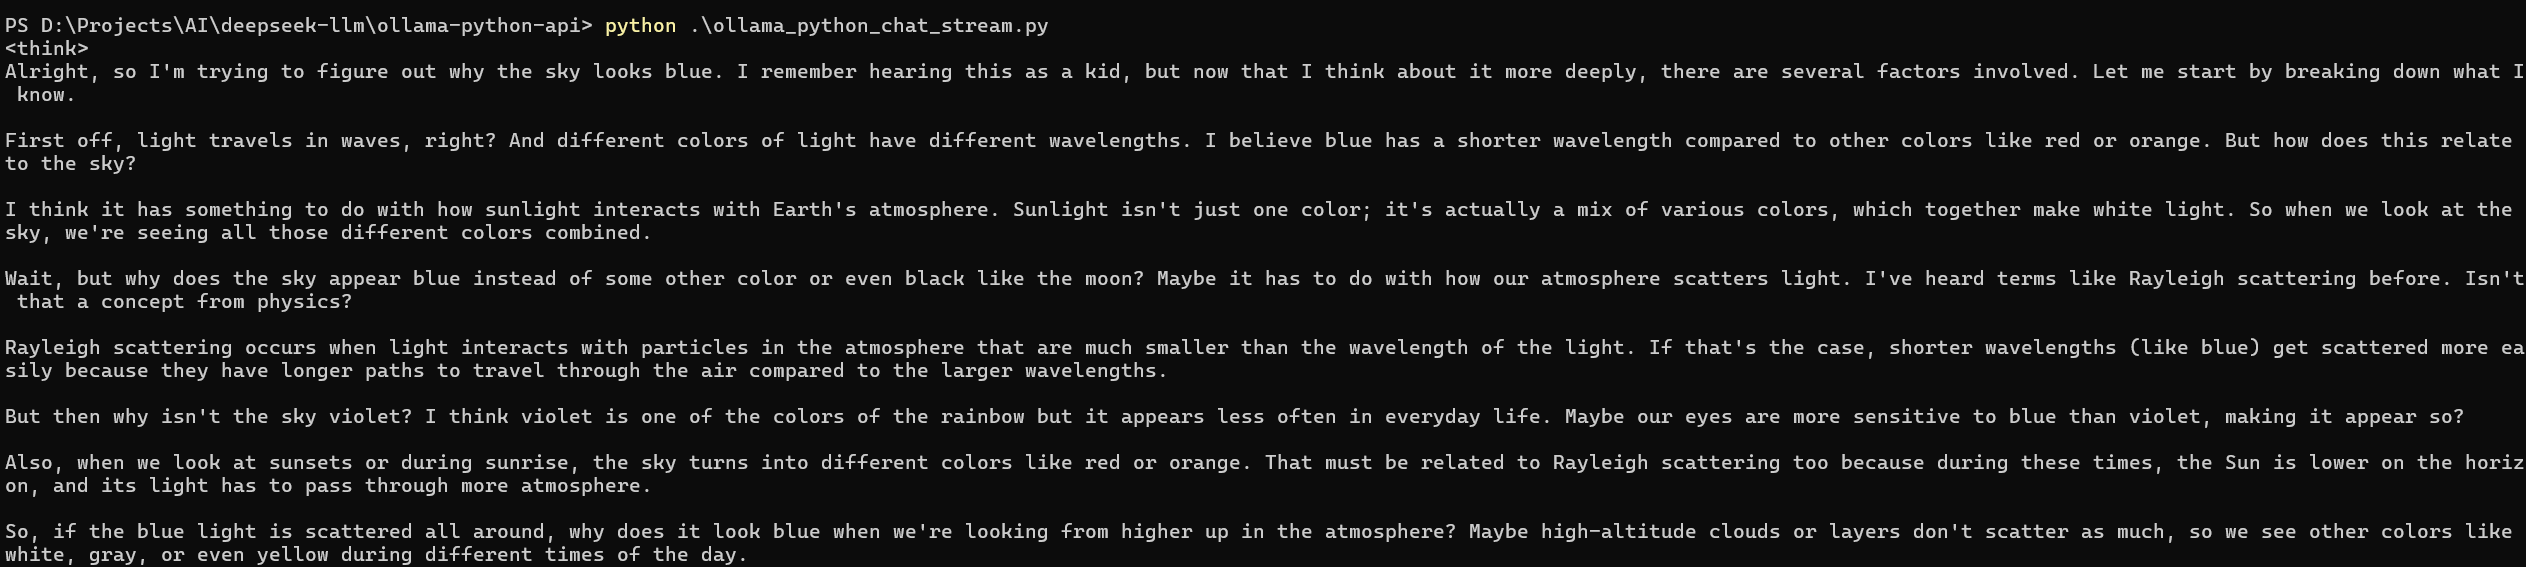 PS D:\Projects\AI\deepseek-llm\ollama-python-api> python .\ollama_python_chat_stream.py
<think>
Alright, so I'm trying to figure out why the sky looks blue. I remember hearing this as a kid, but now that I think about it more deeply, there are several factors involved. Let me start by breaking down what I
know.
First off, light travels in waves, right? And different colors of light have different wavelengths. I believe blue has a shorter wavelength compared to other colors like red or orange. But how does this relate
to the sky?
I think it has something to do with how sunlight interacts with Earth's atmosphere. Sunlight isn't just one color; it's actually a mix of various colors, which together make white light. So when we look at the
sky, we're seeing all those different colors combined.
Wait, but why does the sky appear blue instead of some other color or even black like the moon? Maybe it has to do with how our atmosphere scatters light. I've heard terms like Rayleigh scattering before. Isn't
that a concept from physics?
Rayleigh scattering occurs when light interacts with particles in the atmosphere that are much smaller than the wavelength of the light. If that's the case, shorter wavelengths (like blue) get scattered more ea
sily because they have longer paths to travel through the air compared to the larger wavelengths.
But then why isn't the sky violet? I think violet is one of the colors of the rainbow but it appears less often in everyday life. Maybe our eyes are more sensitive to blue than violet, making it appear so?
Also, when we look at sunsets or during sunrise, the sky turns into different colors like red or orange. That must be related to Rayleigh scattering too because during these times, the Sun is lower on the horiz
on, and its light has to pass through more atmosphere.
So, if the blue light is scattered all around, why does it look blue when we're looking from higher up in the atmosphere? Maybe high-altitude clouds or layers don't scatter as much, so we see other colors like
white, gray, or even yellow during different times of the day.